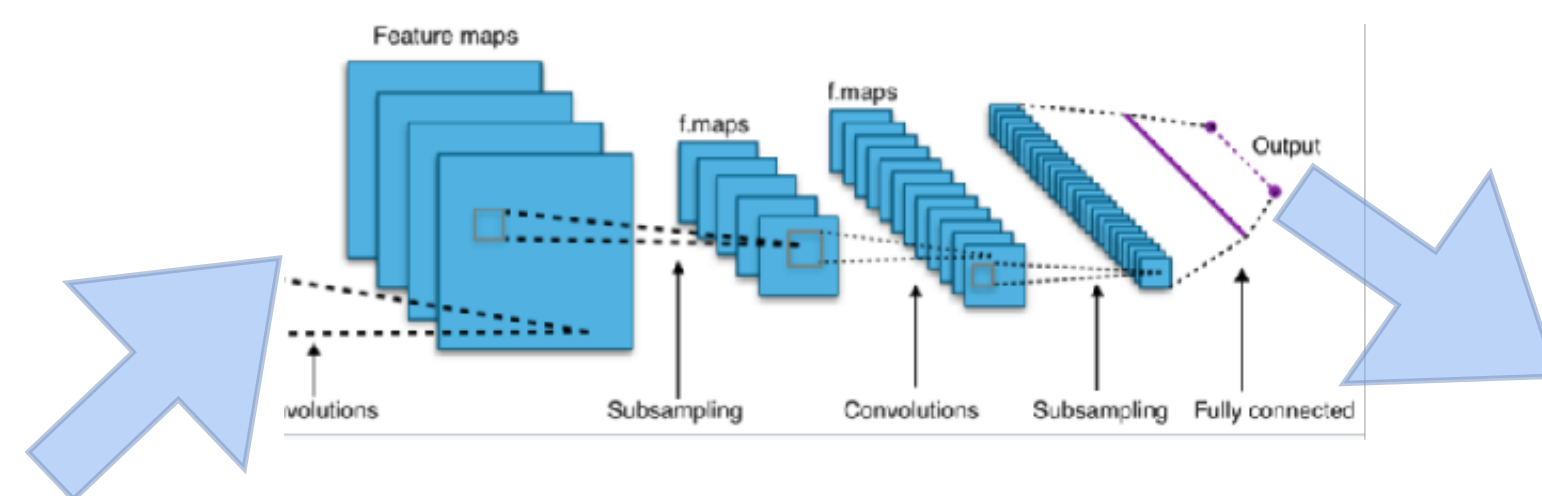 Feature maps
f.maps
f.maps
Output
volutions
Subsampling
Convolutions
Subsampling
Fully connected